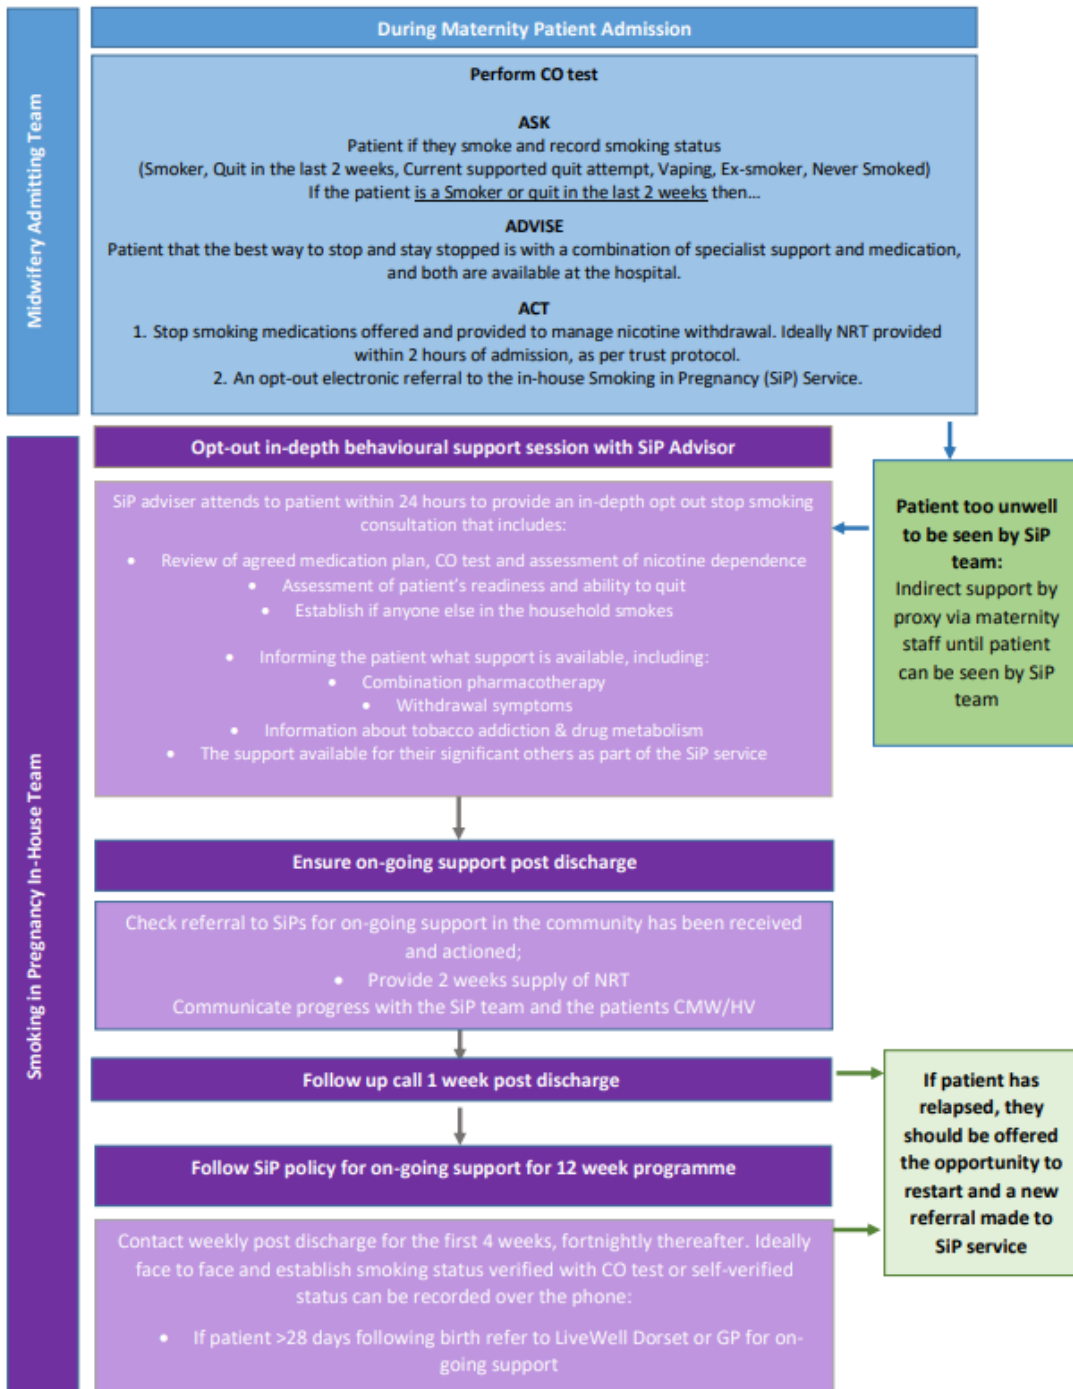 Midwifery Admitting Team
During Maternity Patient Admission
Perform CO test
ASK
Patient if they smoke and record smoking status
(Smoker, Quit in the last 2 weeks, Current supported quit attempt, Vaping, Ex-smoker, Never Smoked)
If the patient is a Smoker or quit in the last 2 weeks then...
ADVISE
Patient that the best way to stop and stay stopped is with a combination of specialist support and medication,
and both are available at the hospital.
ACT
1. Stop smoking medications offered and provided to manage nicotine withdrawal. Ideally NRT provided
within 2 hours of admission, as per trust protocol.
2. An opt-out electronic referral to the in-house Smoking in Pregnancy (SiP) Service.
Smoking in Pregnancy In-House Team
Opt-out in-depth behavioural support session with SiP Advisor
SiP adviser attends to patient within 24 hours to provide an in-depth opt out stop smoking
consultation that includes:
• Review of agreed medication plan, CO test and assessment of nicotine dependence
• Assessment of patient's readiness and ability to quit
• Establish if anyone else in the household smokes
• Informing the patient what support is available, including:
• Combination pharmacotherapy
• Withdrawal symptoms
• Information about tobacco addiction & drug metabolism
• The support available for their significant others as part of the SiP service
Patient too unwell
to be seen by SiP
team:
Indirect support by
proxy via maternity
staff until patient
can be seen by SiP
team
Ensure on-going support post discharge
Check referral to SiPs for on-going support in the community has been received
and actioned;
• Provide 2 weeks supply of NRT
Communicate progress with the SiP team and the patients CMW/HV
Follow up call 1 week post discharge
Follow SiP policy for on-going support for 12 week programme
Contact weekly post discharge for the first 4 weeks, fortnightly thereafter. Ideally
face to face and establish smoking status verified with CO test or self-verified
status can be recorded over the phone:
• If patient >28 days following birth refer to LiveWell Dorset or GP for on-
going support
If patient has
relapsed, they
should be offered
the opportunity to
restart and a new
referral made to
SiP service